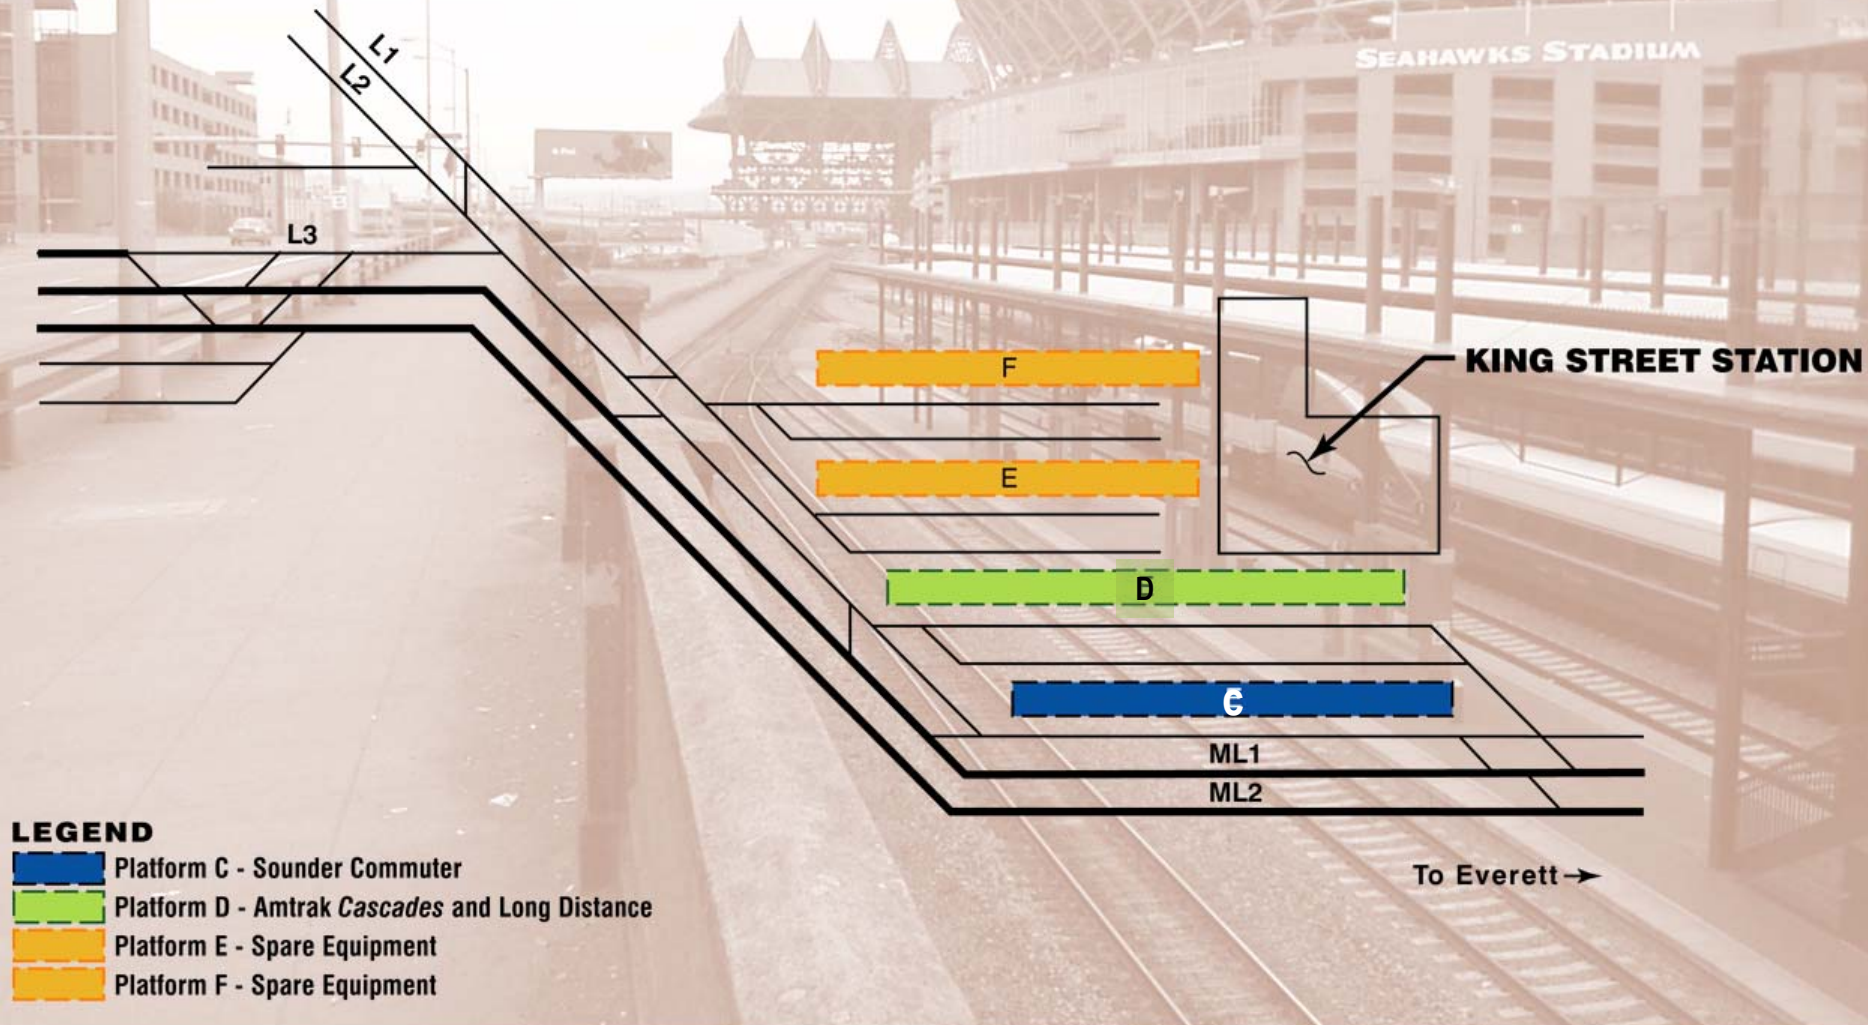 L1
L2
SEAHAWKS STADIUM
L3
F
KING STREET STATION
E
D
C
ML1
ML2
LEGEND
Platform C - Sounder Commuter
To Everett
Platform D - Amtrak Cascades and Long Distance
Platform E - Spare Equipment
Platform F - Spare Equipment